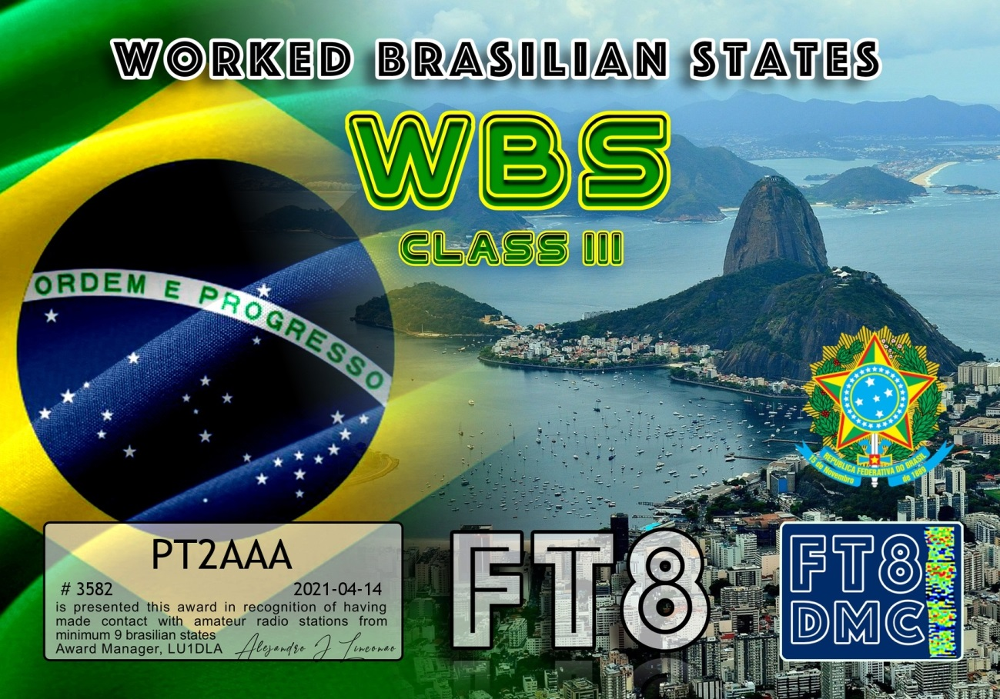 WORKED BRASILIAN STATES
WBS
CLASS III
ORDEM E PROGRESSO
REPÚBLICA FEDERATIVA DO BRASIL
15 de Novembro de 1889
PT2AAA
# 3582 2021-04-14
is presented this award in recognition of having
made contact with amateur radio stations from
minimum 9 brasilian states
Award Manager, LU1DLA Alejandro J Linconao
FT8
FT8
DMC